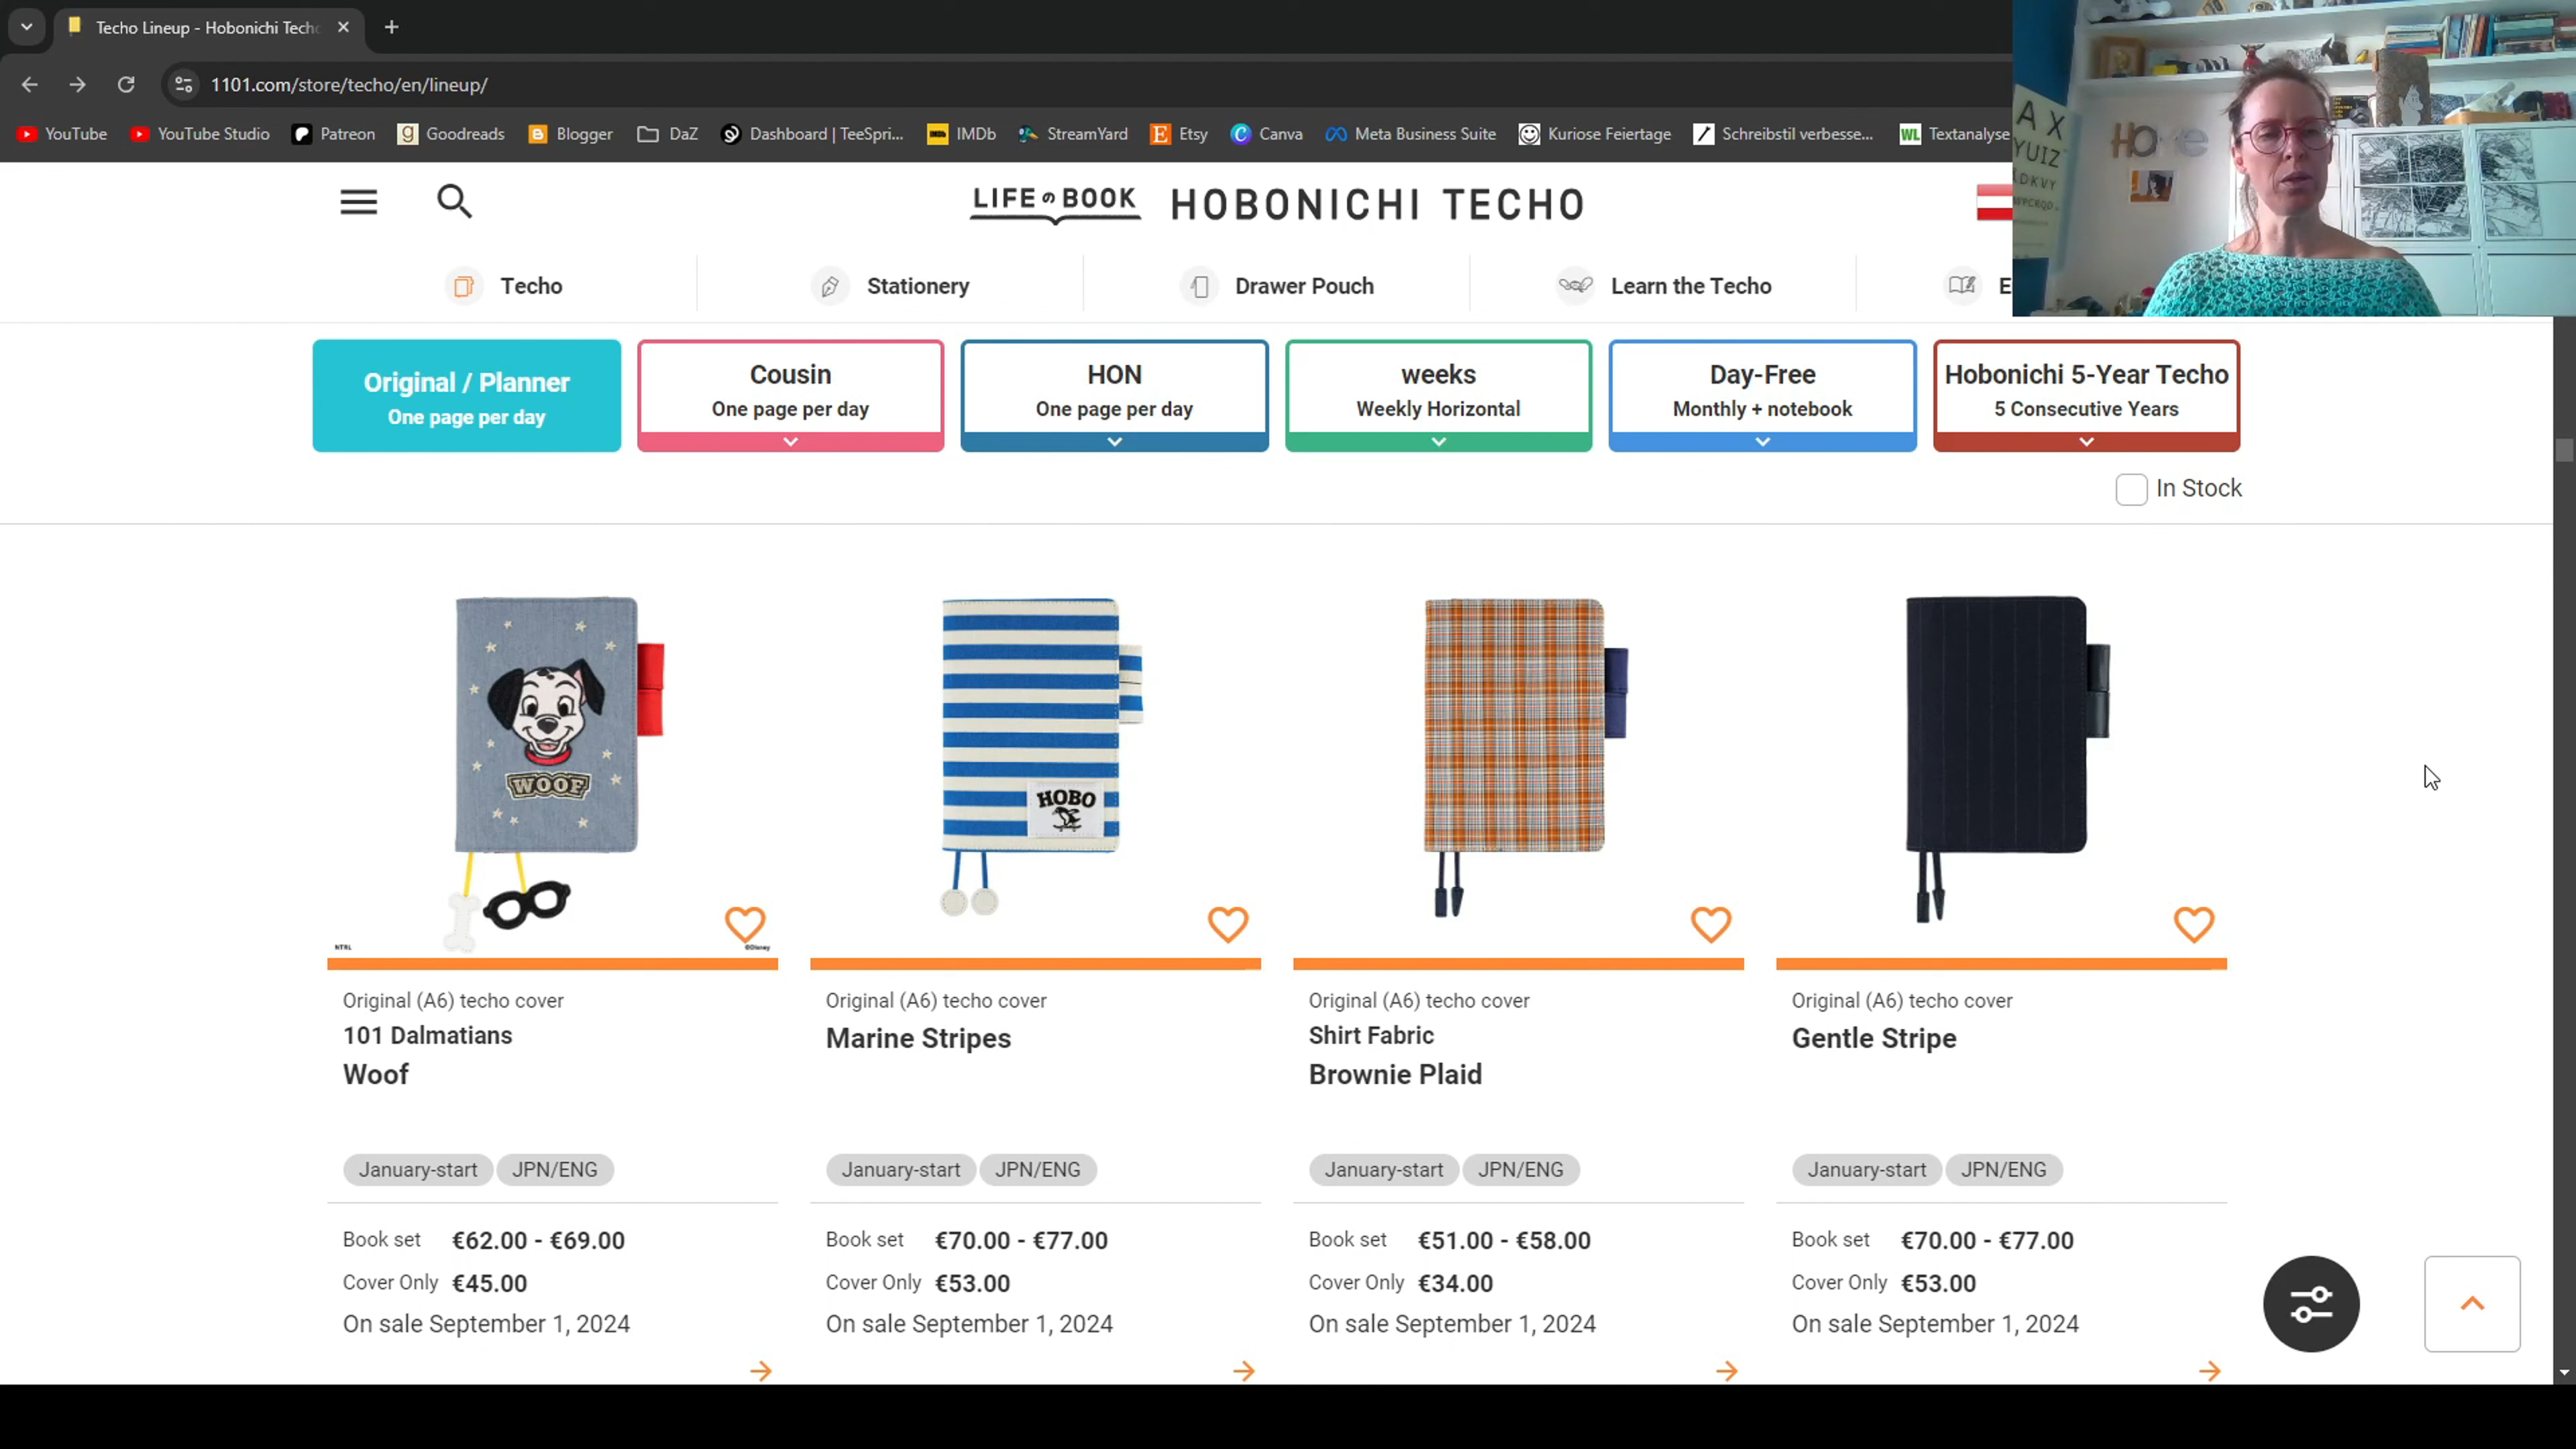 Techo Lineup - Hobonichi Techo
1101.com/store/techo/en/lineup/
YouTube YouTube Studio Patreon Goodreads Blogger DaZ Dashboard | TeeSpri... IMDb StreamYard Etsy Canva Meta Business Suite Kuriose Feiertage Schreibstil verbesse... WL Textanalyse
LIFE の BOOK HOBONICHI TECHO
Techo Stationery Drawer Pouch Learn the Techo E
Original / Planner
One page per day
Cousin
One page per day
HON
One page per day
weeks
Weekly Horizontal
Day-Free
Monthly + notebook
Hobonichi 5-Year Techo
5 Consecutive Years
In Stock
WOOF
NTRL
©Disney
Original (A6) techo cover
101 Dalmatians
Woof
January-start JPN/ENG
Book set €62.00 - €69.00
Cover Only €45.00
On sale September 1, 2024
HOBO
Original (A6) techo cover
Marine Stripes
January-start JPN/ENG
Book set €70.00 - €77.00
Cover Only €53.00
On sale September 1, 2024
Original (A6) techo cover
Shirt Fabric
Brownie Plaid
January-start JPN/ENG
Book set €51.00 - €58.00
Cover Only €34.00
On sale September 1, 2024
Original (A6) techo cover
Gentle Stripe
January-start JPN/ENG
Book set €70.00 - €77.00
Cover Only €53.00
On sale September 1, 2024
A X
YUIZ
DKVY